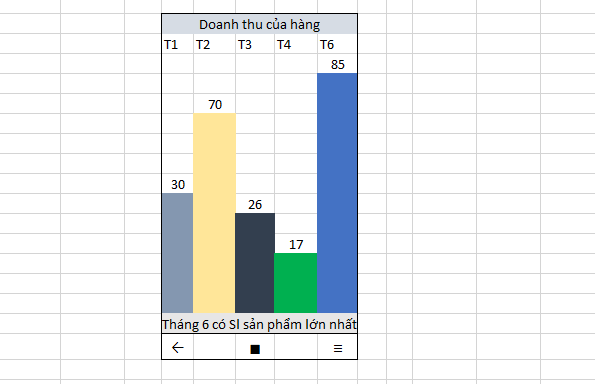 Doanh thu của hàng
T1 T2 T3 T4 T6
85
70
30
26
17
Tháng 6 có Sl sản phẩm lớn nhất